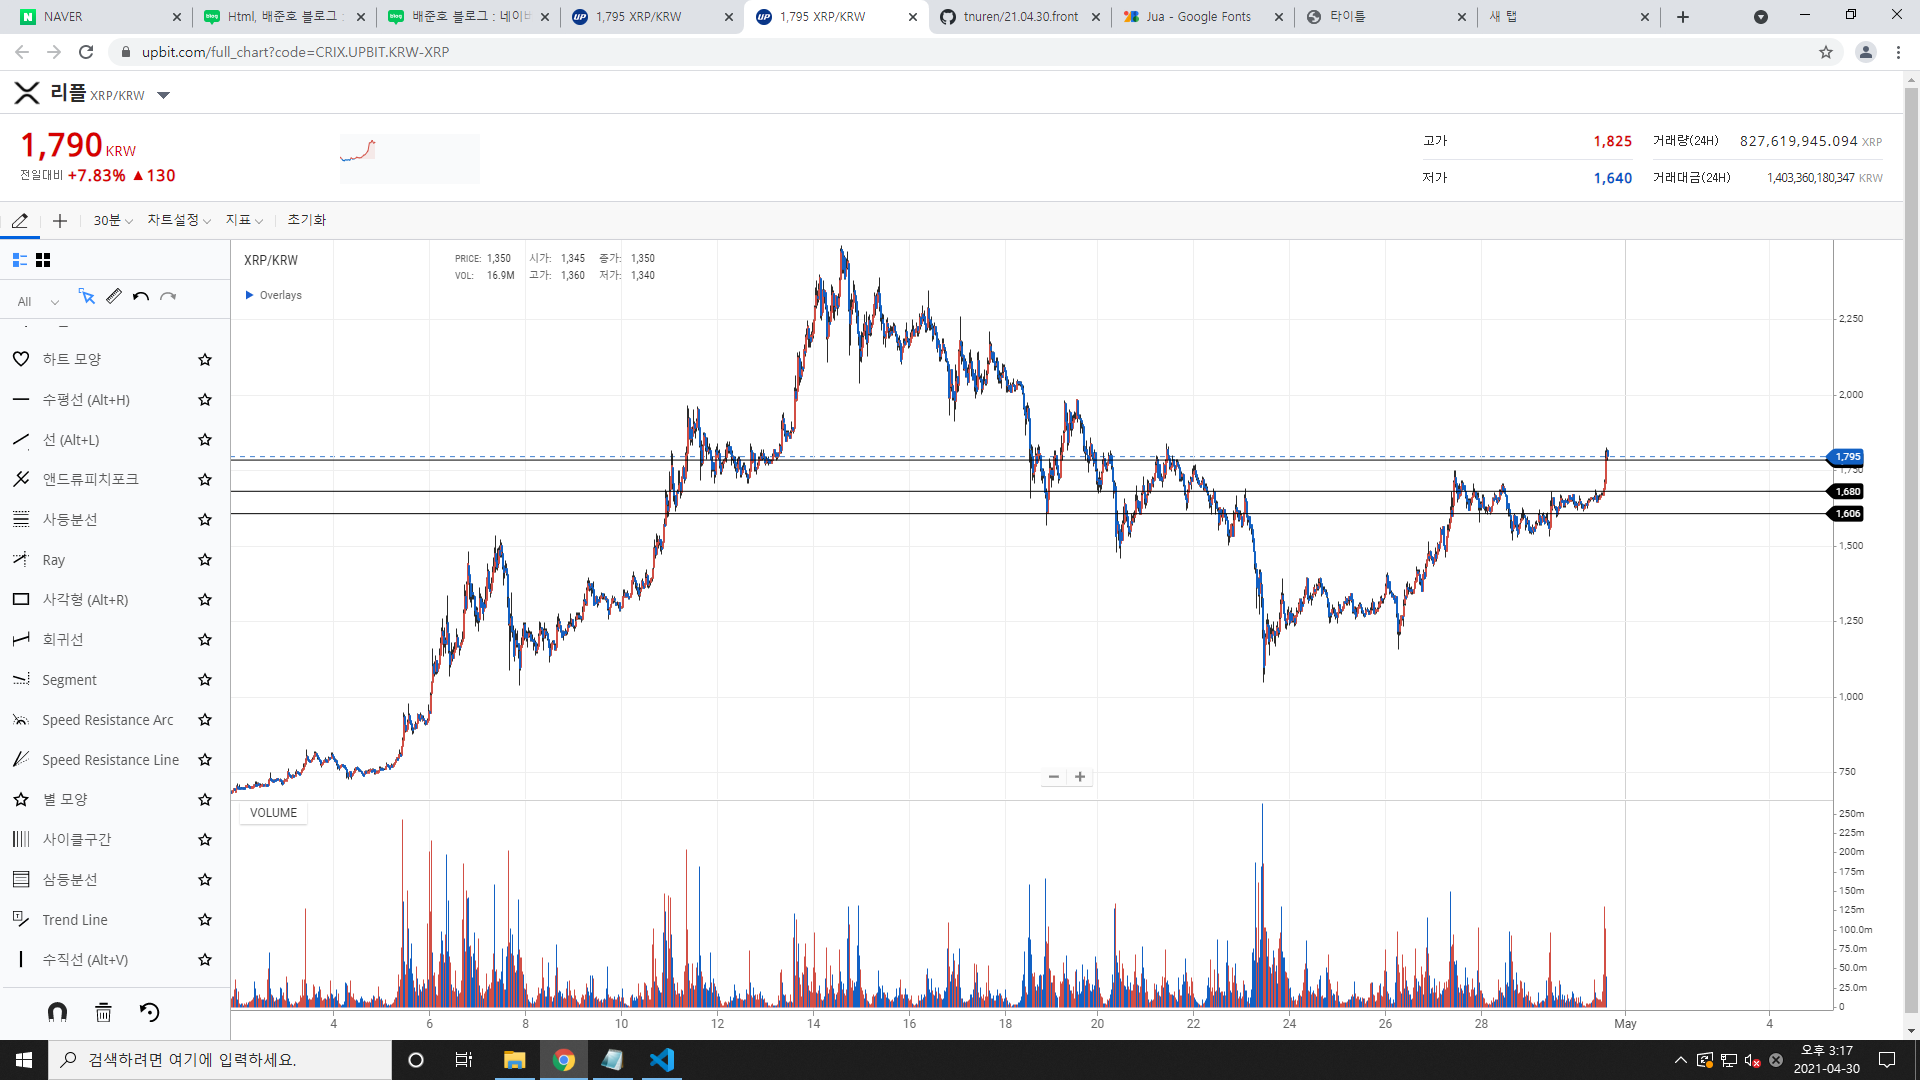 NAVER
Html, 배준호 블로그 :
배준호 블로그 : 네이버
1,795 XRP/KRW
1,795 XRP/KRW
tnuren/21.04.30.front
Jua - Google Fonts
타이틀
새 탭
upbit.com/full_chart?code=CRIX.UPBIT.KRW-XRP
리플 XRP/KRW
1,790 KRW
전일대비 +7.83% ▲130
고가 1,825
거래량(24H) 827,619,945.094 XRP
저가 1,640
거래대금(24H) 1,403,360,180,347 KRW
30분 차트설정 지표 초기화
All
하트 모양
수평선 (Alt+H)
선 (Alt+L)
앤드류피치포크
사등분선
Ray
사각형 (Alt+R)
회귀선
Segment
Speed Resistance Arc
Speed Resistance Line
별 모양
사이클구간
삼등분선
Trend Line
수직선 (Alt+V)
XRP/KRW
PRICE: 1,350 시가: 1,345 종가: 1,350
VOL: 16.9M 고가: 1,360 저가: 1,340
Overlays
2,250
2,000
1,795
1,750
1,680
1,606
1,500
1,250
1,000
750
VOLUME
250m
225m
200m
175m
150m
125m
100.0m
75.0m
50.0m
25.0m
0
4 6 8 10 12 14 16 18 20 22 24 26 28 May 4
검색하려면 여기에 입력하세요.
오후 3:17
2021-04-30